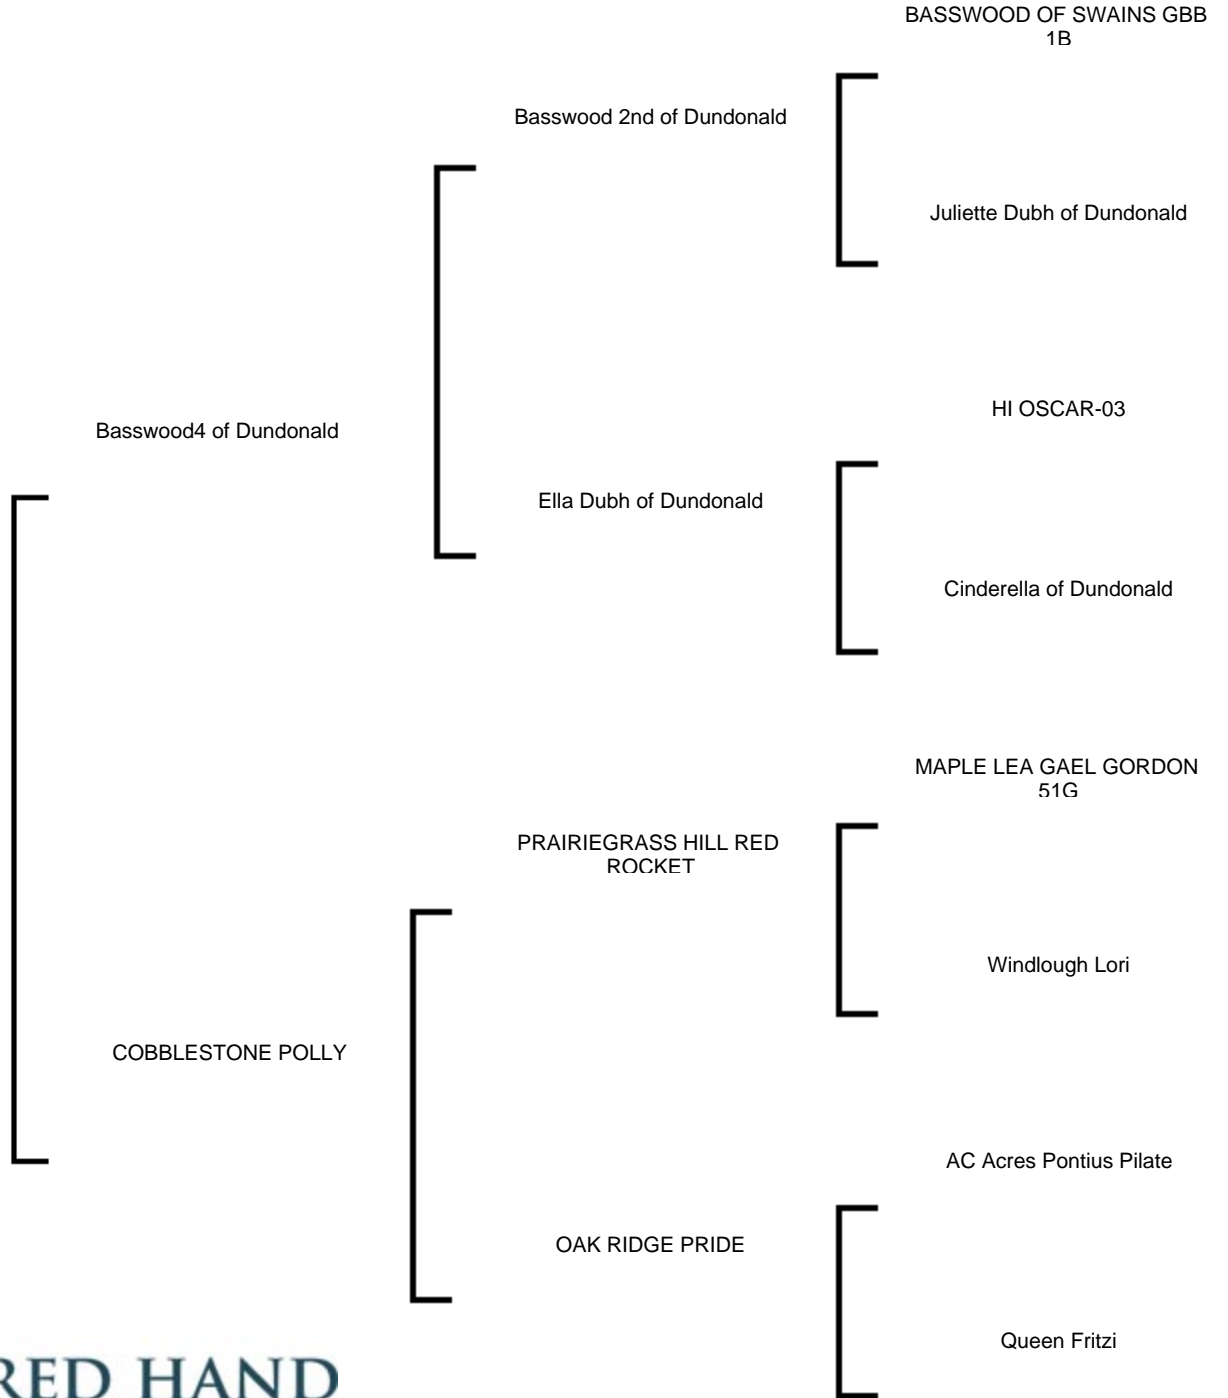 BASSWOOD OF SWAINS GBB
1B
Basswood 2nd of Dundonald
Juliette Dubh of Dundonald
HI OSCAR-03
Basswood4 of Dundonald
Ella Dubh of Dundonald
Cinderella of Dundonald
MAPLE LEA GAEL GORDON
51G
PRAIRIEGRASS HILL RED
ROCKET
Windlough Lori
COBBLESTONE POLLY
AC Acres Pontius Pilate
OAK RIDGE PRIDE
Queen Fritzi
RED HAND